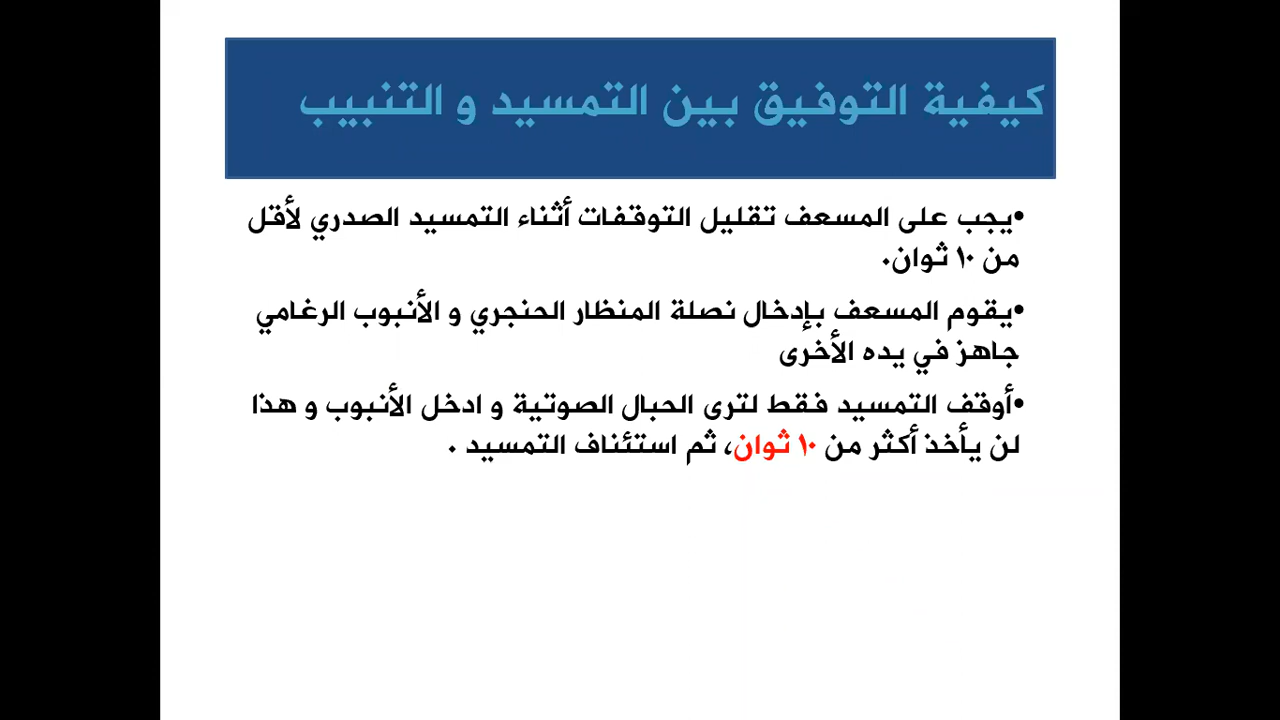 كيفية التوفيق بين التمسيد و التنبيب
•يجب على المسعف تقليل التوقفات أثناء التمسيد الصدري لأقل
من ١٠ ثوان.
•يقوم المسعف بإدخال نصلة المنظار الحنجري و الأنبوب الرغامي
جاهز في يده الأخرى
•أوقف التمسيد فقط لترى الحبال الصوتية و ادخل الأنبوب و هذا
لن يأخذ أكثر من ١٠ ثوان، ثم استئناف التمسيد .